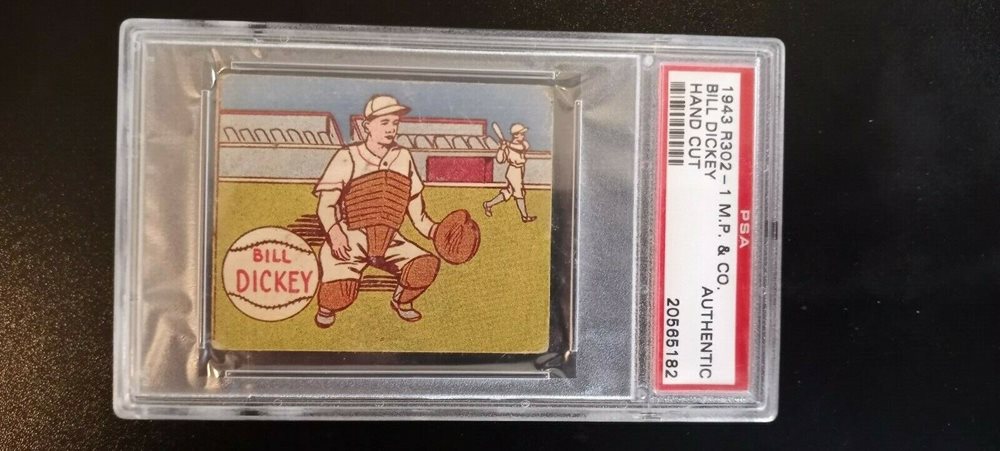 BILL
DICKEY
1943 R302-1 M.P. & CO.
BILL DICKEY
HAND CUT
AUTHENTIC
20565182
PSA